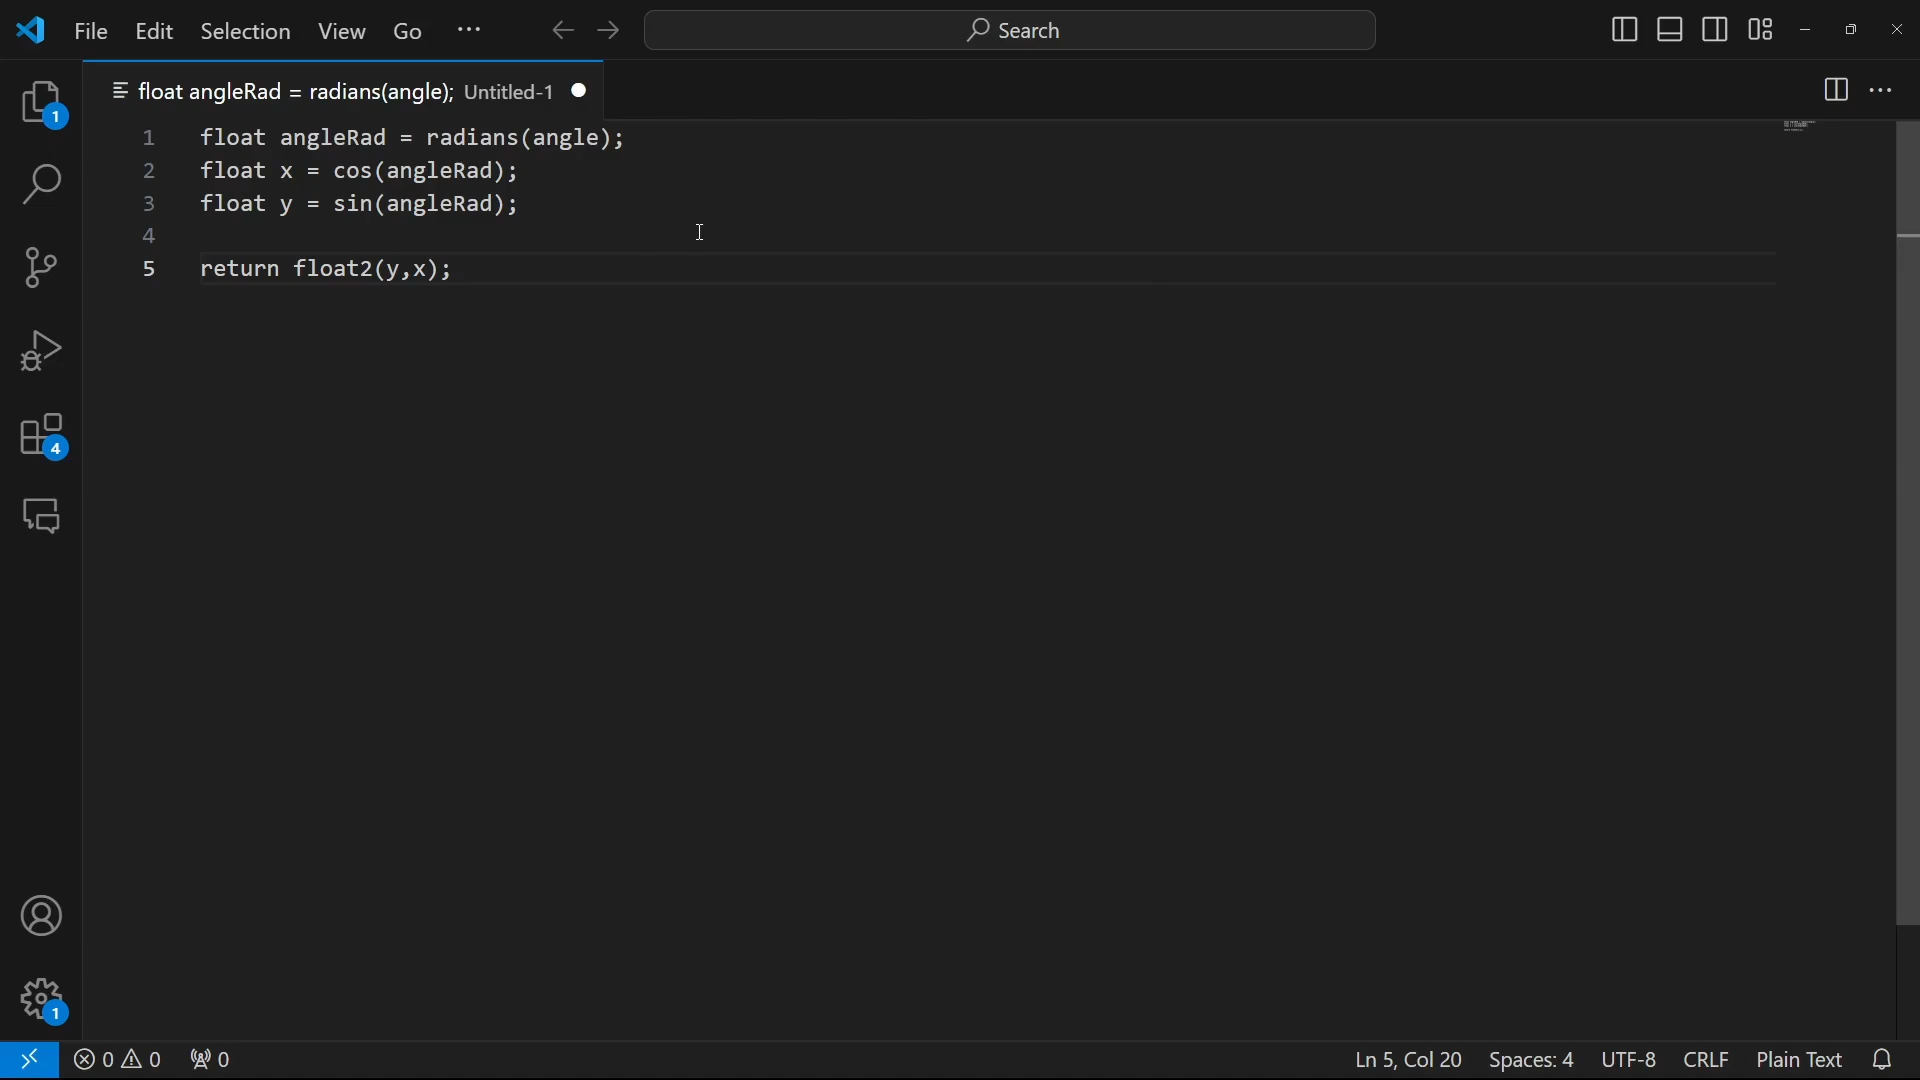 File Edit Selection View Go ··· Search
float angleRad = radians(angle); Untitled-1
1 float angleRad = radians(angle);
2 float x = cos(angleRad);
3 float y = sin(angleRad);
4
5 return float2(y,x);
1
4
1
0 0 0 Ln 5, Col 20 Spaces: 4 UTF-8 CRLF Plain Text